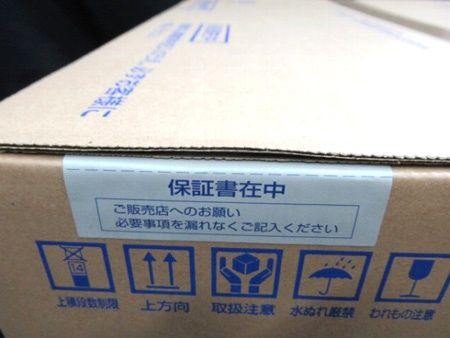 保証書在中
ご販売店へのお願い
必要事項を漏れなくご記入ください
14
上積段数制限
上方向
取扱注意
水ぬれ厳禁
われもの注意